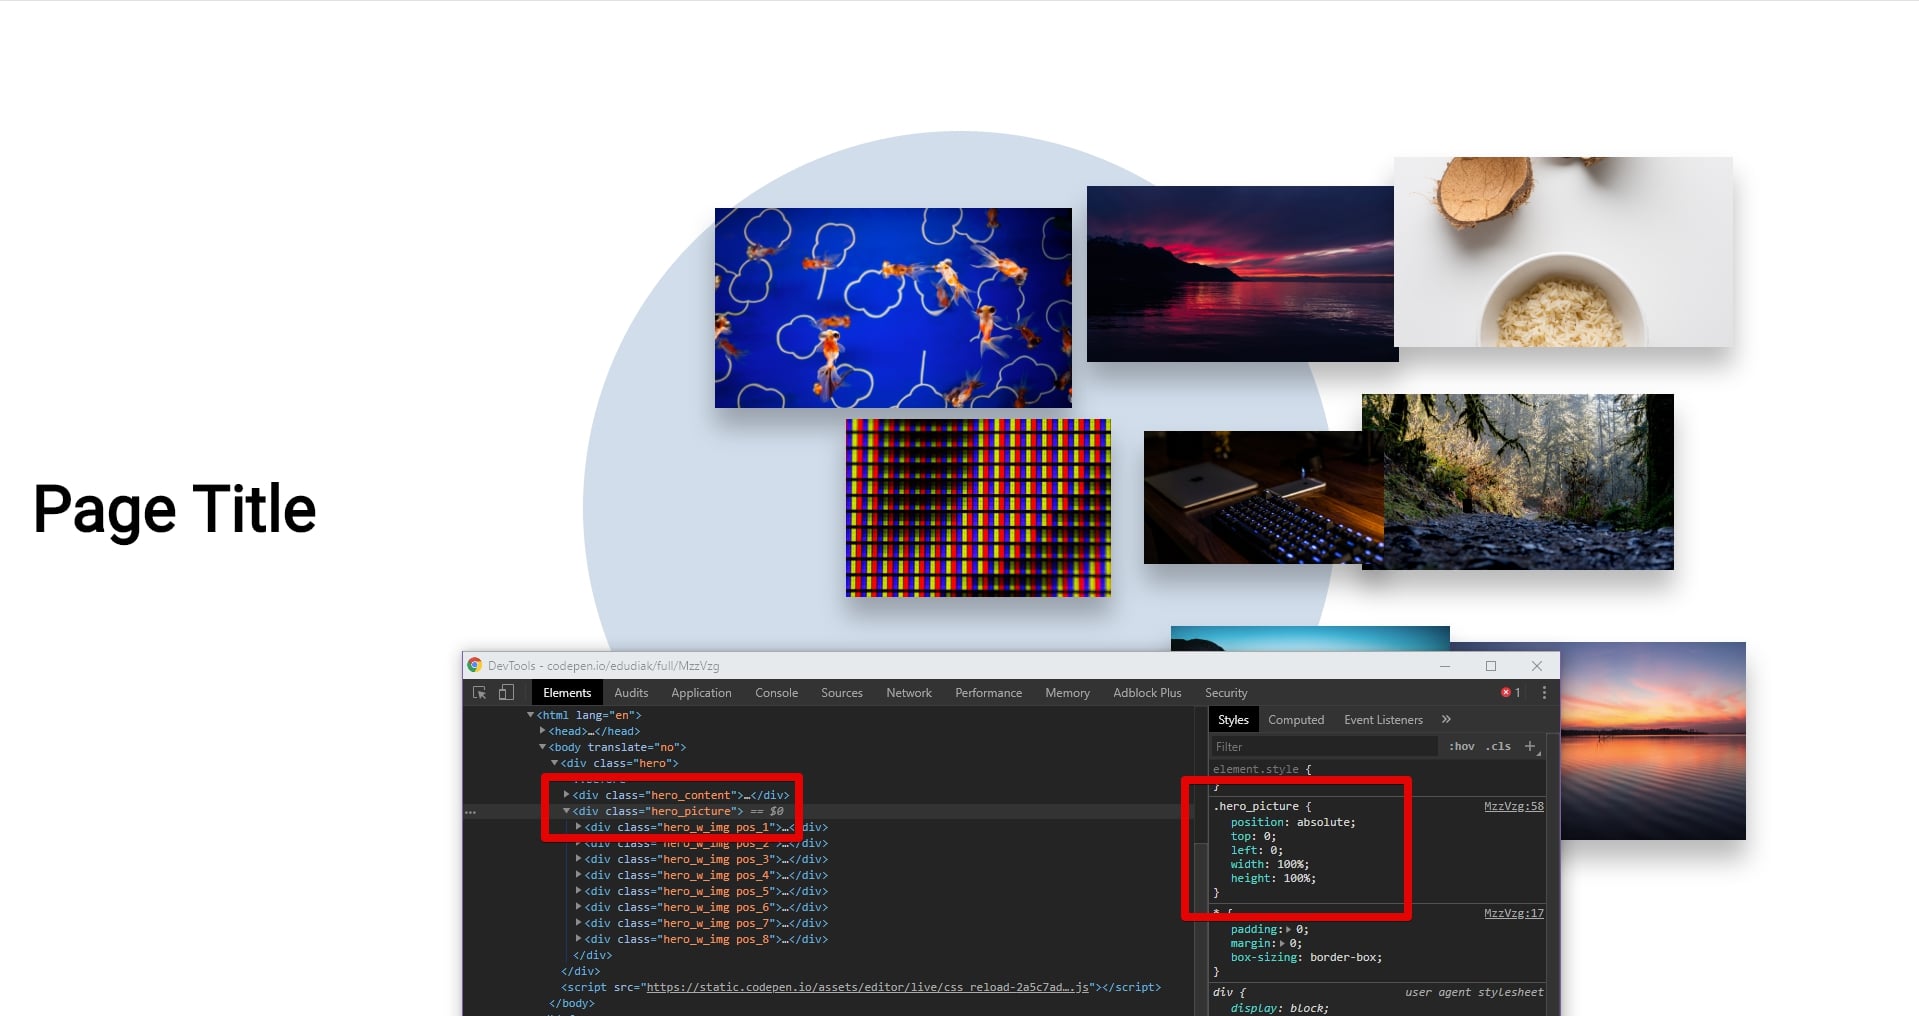 Page Title
DevTools - codepen.io/edudiak/full/MzzVzg
Elements Audits Application Console Sources Network Performance Memory Adblock Plus Security 1
<html lang="en">
<head>…</head>
<body translate="no">
<div class="hero">
<div class="hero_content">…</div>
<div class="hero_picture"> == $0
<div class="hero_w_img pos_1">…</div>
<div class="hero_w_img pos_2">…</div>
<div class="hero_w_img pos_3">…</div>
<div class="hero_w_img pos_4">…</div>
<div class="hero_w_img pos_5">…</div>
<div class="hero_w_img pos_6">…</div>
<div class="hero_w_img pos_7">…</div>
<div class="hero_w_img pos_8">…</div>
</div>
</div>
<script src="https://static.codepen.io/assets/editor/live/css_reload-2a5c7ad….js"></script>
</body>
Styles Computed Event Listeners »
Filter :hov .cls +
element.style {
}
.hero_picture { MzzVzg:58
position: absolute;
top: 0;
left: 0;
width: 100%;
height: 100%;
}
* { MzzVzg:17
padding: 0;
margin: 0;
box-sizing: border-box;
}
div { user agent stylesheet
display: block;